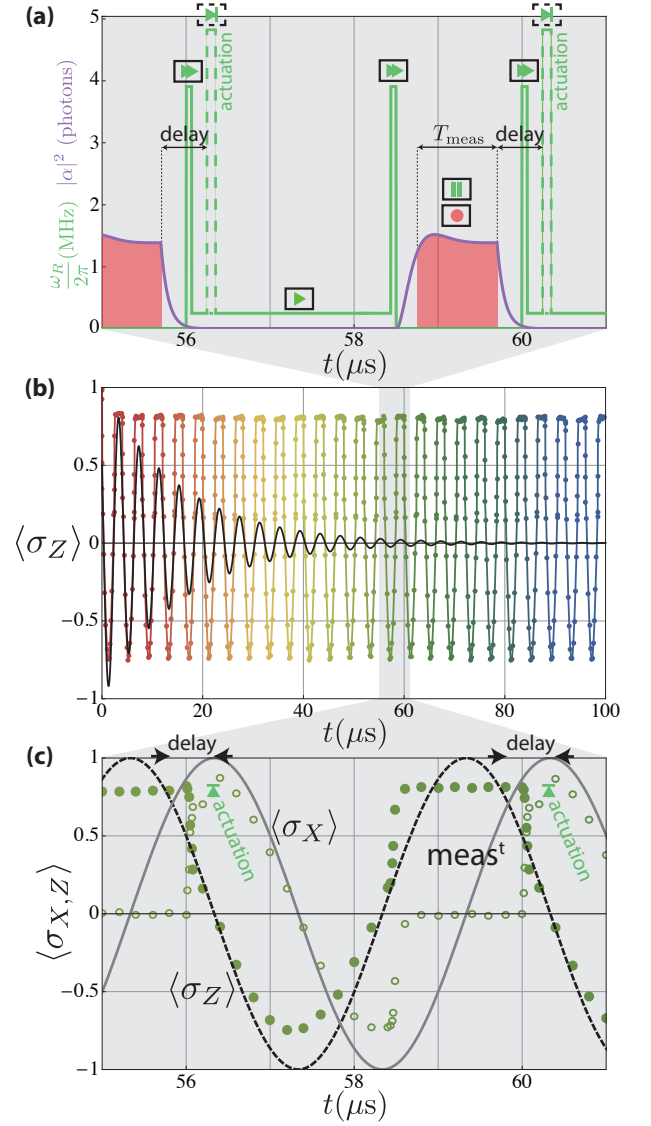 (a)
|α|² (photons)
ω_R/2π (MHz)
5
4
3
2
1
0
actuation
delay
T_meas
delay
actuation
56
58
60
t(μs)
(b)
⟨σ_Z⟩
1
0.5
0
−0.5
−1
0
20
40
60
80
100
t(μs)
(c)
⟨σ_X,Z⟩
delay
delay
1
0.5
0
−0.5
−1
actuation
⟨σ_X⟩
meas^t
actuation
⟨σ_Z⟩
56
58
60
t(μs)